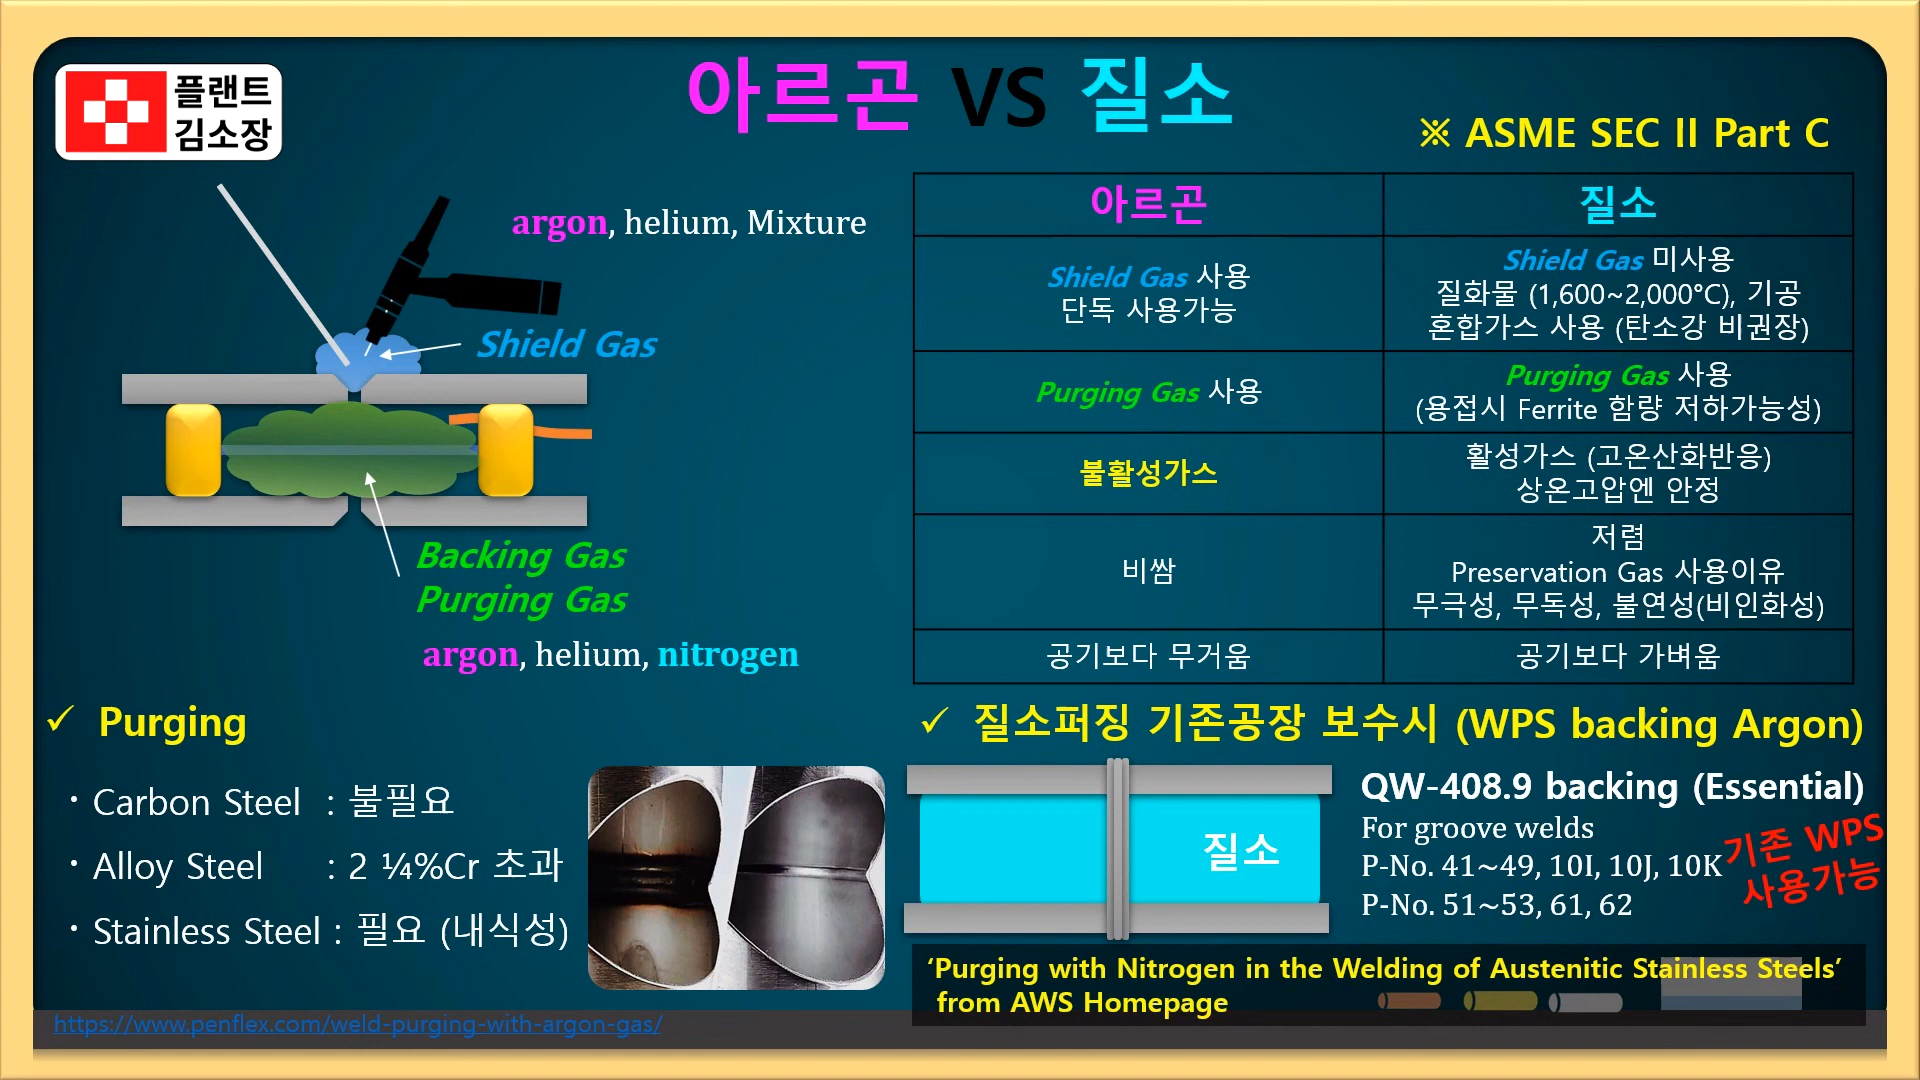 플랜트
김소장
아르곤 VS 질소
※ ASME SEC II Part C
argon, helium, Mixture
Shield Gas
Backing Gas
Purging Gas
argon, helium, nitrogen
아르곤
질소
Shield Gas 사용
단독 사용가능
Shield Gas 미사용
질화물 (1,600~2,000°C), 기공
혼합가스 사용 (탄소강 비권장)
Purging Gas 사용
Purging Gas 사용
(용접시 Ferrite 함량 저하가능성)
불활성가스
활성가스 (고온산화반응)
상온고압엔 안정
비쌈
저렴
Preservation Gas 사용이유
무극성, 무독성, 불연성(비인화성)
공기보다 무거움
공기보다 가벼움
✓ Purging
· Carbon Steel : 불필요
· Alloy Steel : 2 ¼%Cr 초과
· Stainless Steel : 필요 (내식성)
https://www.penflex.com/weld-purging-with-argon-gas/
✓ 질소퍼징 기존공장 보수시 (WPS backing Argon)
질소
QW-408.9 backing (Essential)
For groove welds
P-No. 41~49, 10I, 10J, 10K
P-No. 51~53, 61, 62
기존 WPS
사용가능
‘Purging with Nitrogen in the Welding of Austenitic Stainless Steels’
from AWS Homepage